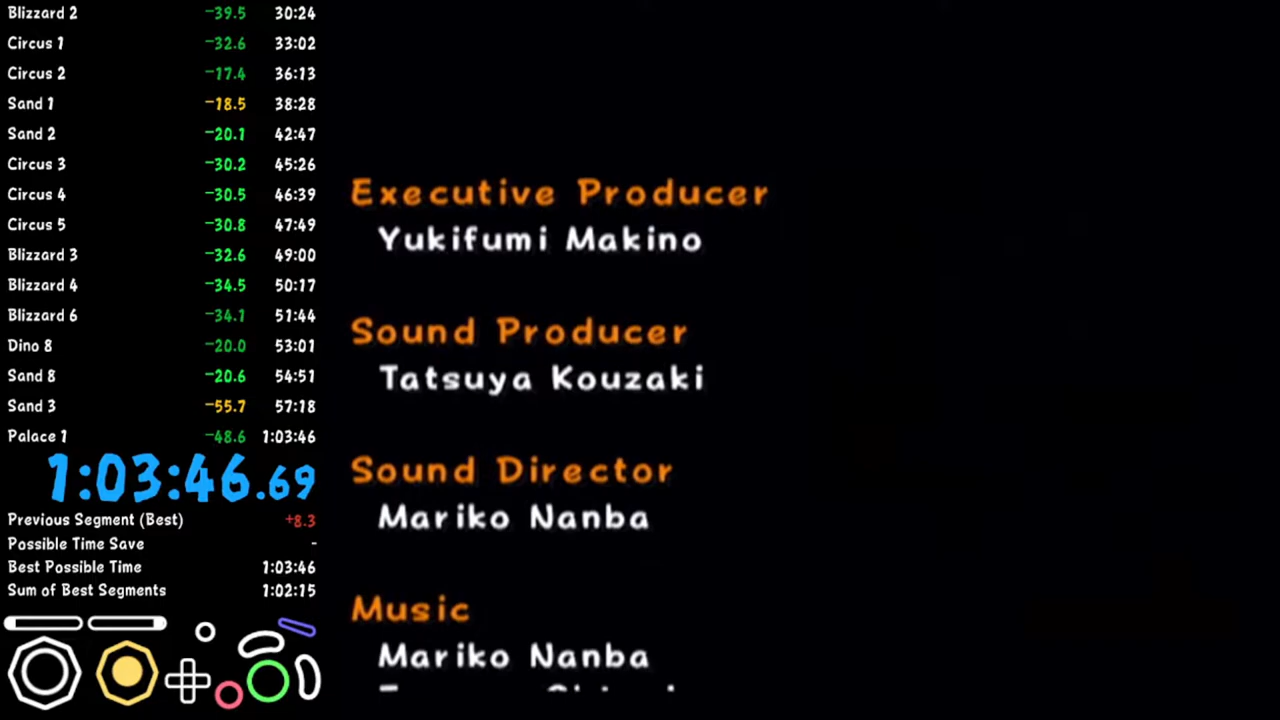 Blizzard 2 -39.5 30:24
Circus 1 -32.6 33:02
Circus 2 -17.4 36:13
Sand 1 -18.5 38:28
Sand 2 -20.1 42:47
Circus 3 -30.2 45:26
Circus 4 -30.5 46:39
Circus 5 -30.8 47:49
Blizzard 3 -32.6 49:00
Blizzard 4 -34.5 50:17
Blizzard 6 -34.1 51:44
Dino 8 -20.0 53:01
Sand 8 -20.6 54:51
Sand 3 -55.7 57:18
Palace 1 -48.6 1:03:46
1:03:46.69
Previous Segment (Best) +8.3
Possible Time Save -
Best Possible Time 1:03:46
Sum of Best Segments 1:02:15
Executive Producer
Yukifumi Makino
Sound Producer
Tatsuya Kouzaki
Sound Director
Mariko Nanba
Music
Mariko Nanba